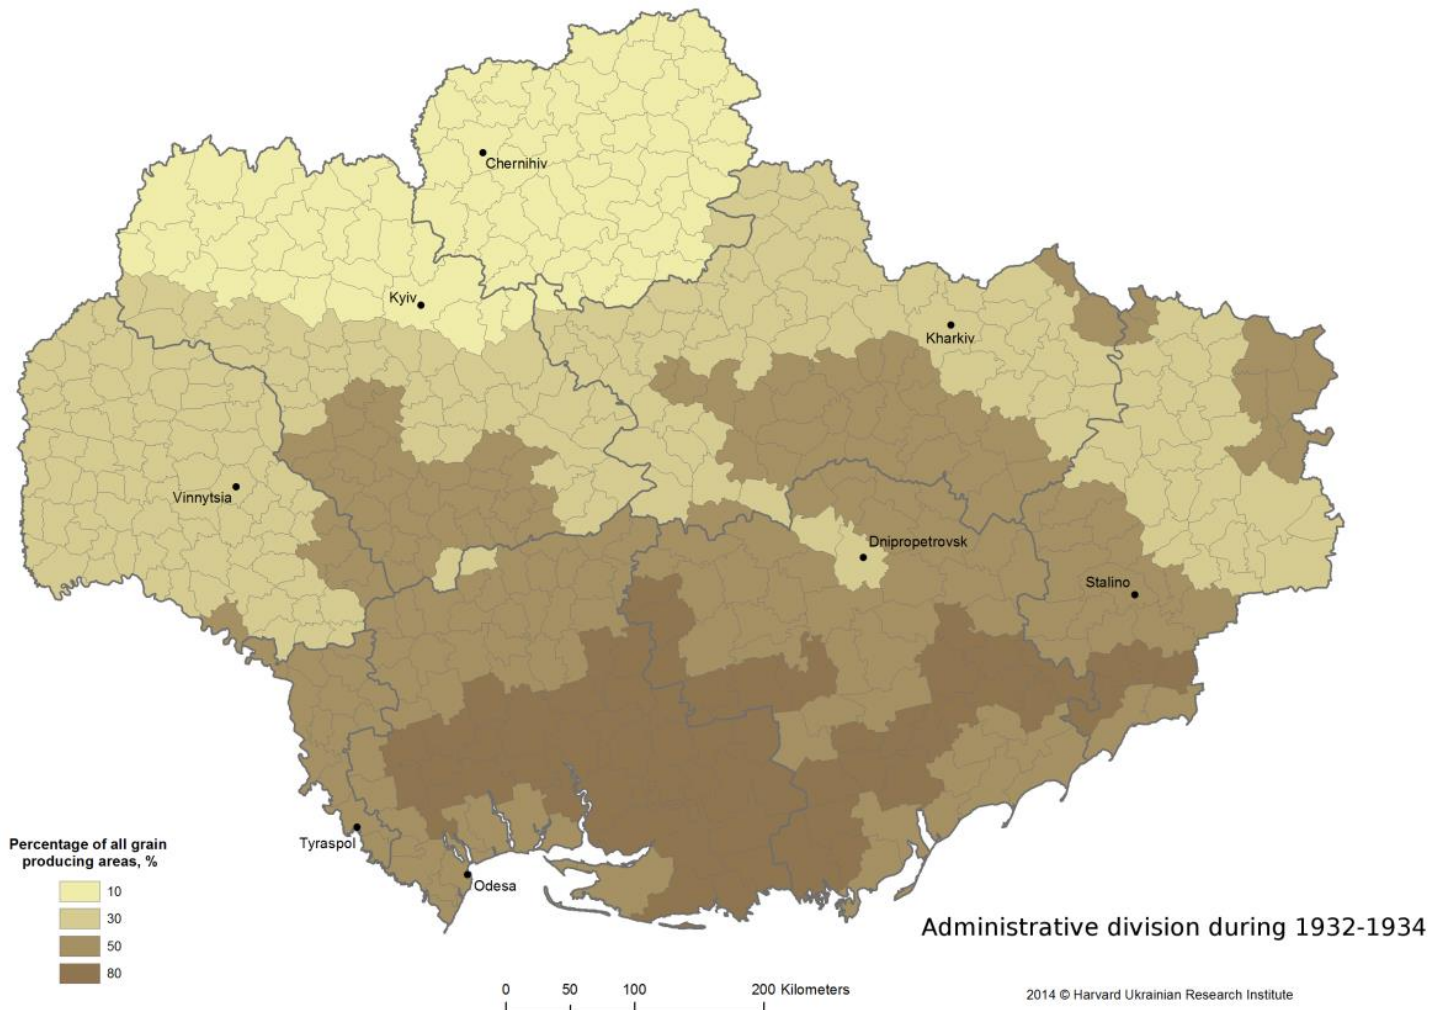 Chernihiv
Kyiv
Kharkiv
Vinnytsia
Dnipropetrovsk
Stalino
Tyraspol
Odesa
Percentage of all grain
producing areas, %
10
30
50
80
Administrative division during 1932-1934
0 50 100 200 Kilometers
2014 © Harvard Ukrainian Research Institute